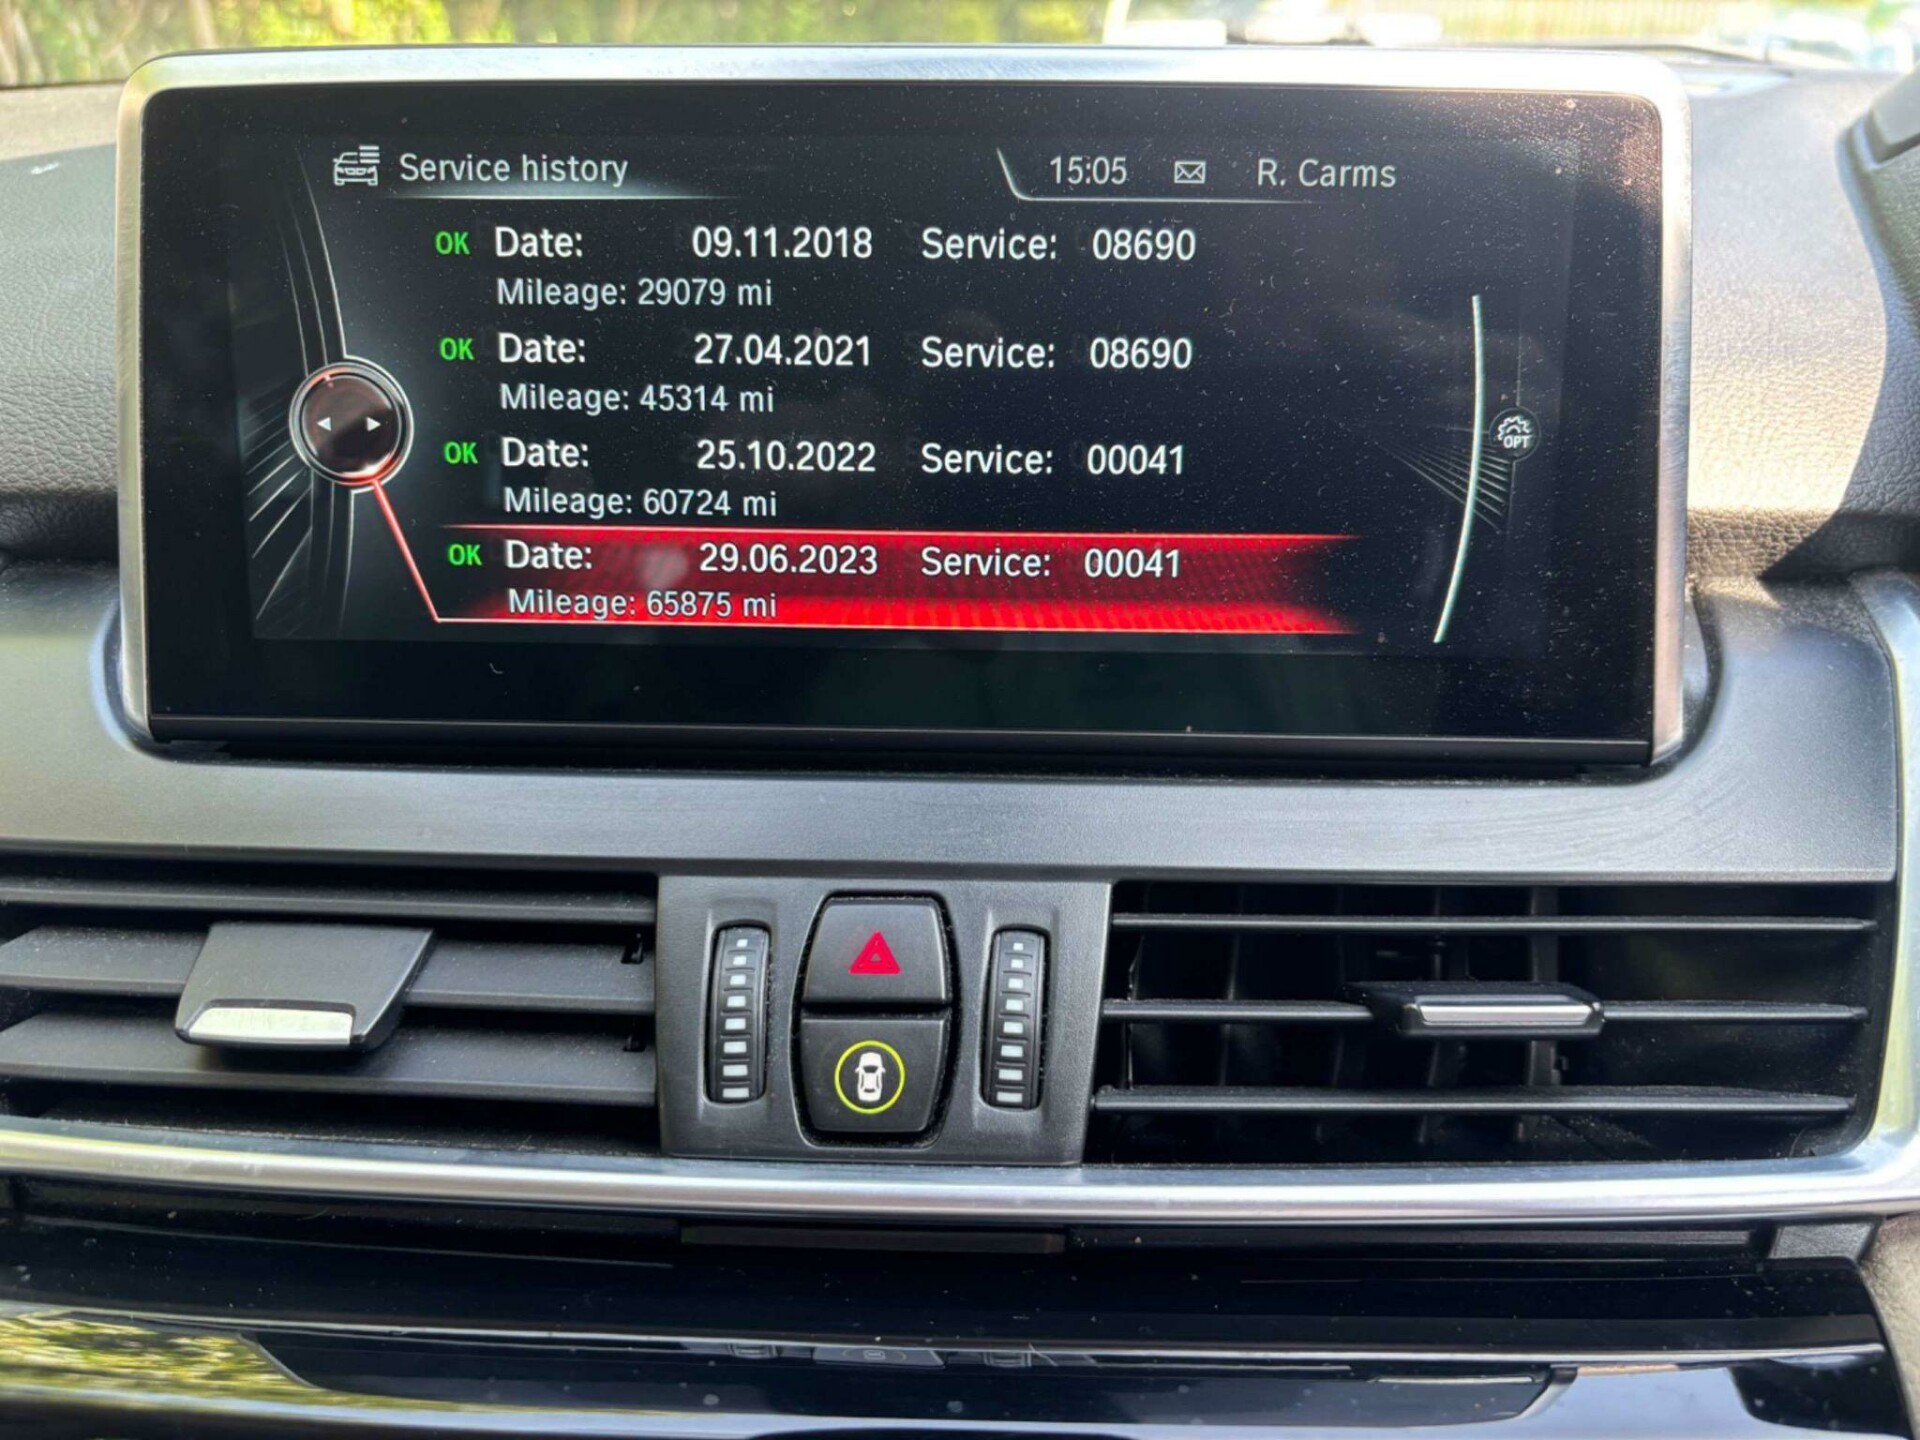 Service history 15:05 R. Carms
OK Date: 09.11.2018 Service: 08690
Mileage: 29079 mi
OK Date: 27.04.2021 Service: 08690
Mileage: 45314 mi
OK Date: 25.10.2022 Service: 00041
Mileage: 60724 mi
OK Date: 29.06.2023 Service: 00041
Mileage: 65875 mi
OPT